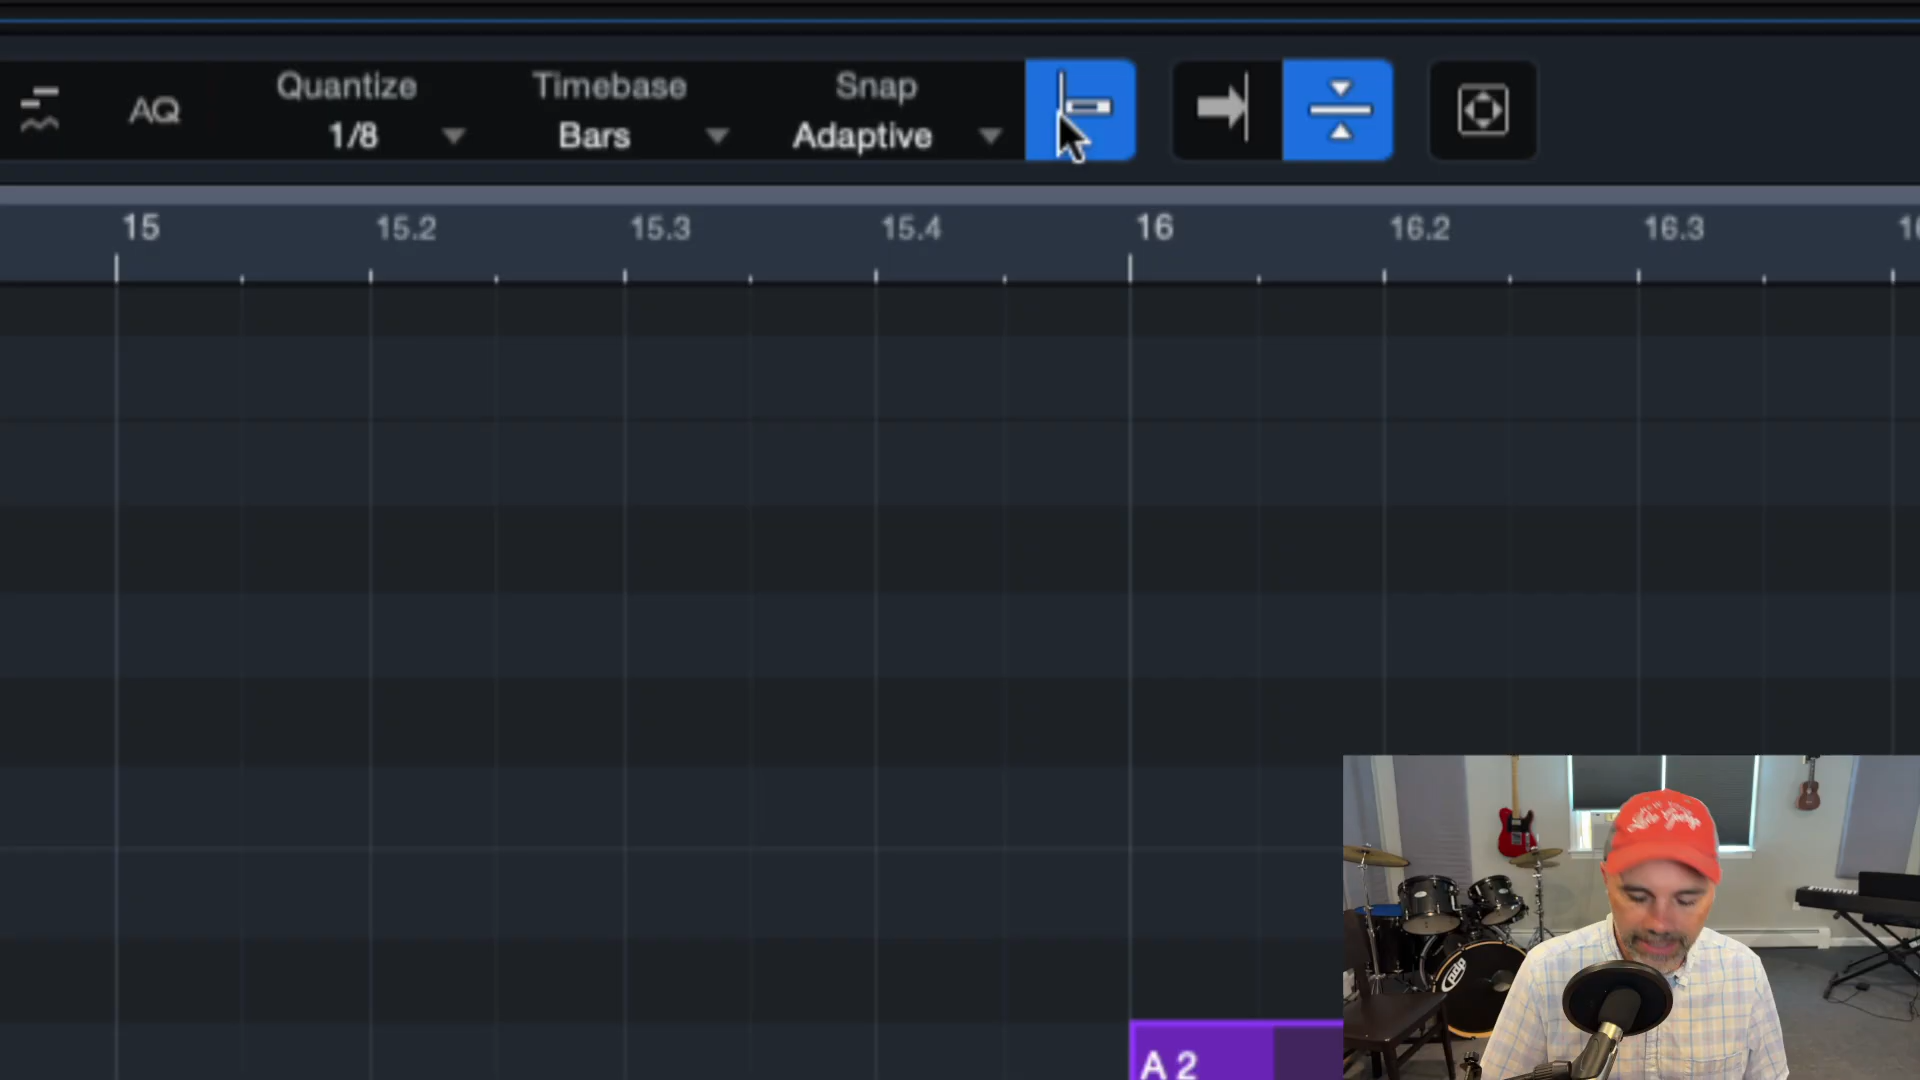 Quantize Timebase Snap
AQ 1/8 Bars Adaptive
15 15.2 15.3 15.4 16 16.2 16.3
A 2
pdp